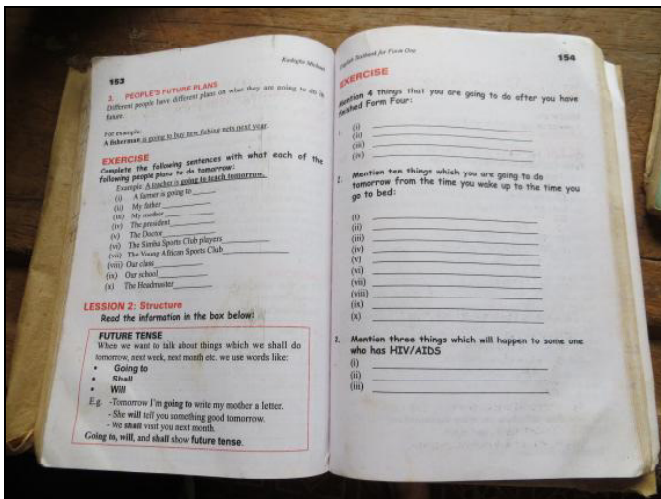 153
Kadigha Michael
3. PEOPLE'S FUTURE PLANS
Different people have different plans on what they are going to do in
future.
For example:
A fisherman is going to buy new fishing nets next year.
EXERCISE
Complete the following sentences with what each of the
following people plans to do tomorrow:
Example: A teacher is going to teach tomorrow.
(i) A farmer is going to
(ii) My father
(iii) My mother
(iv) The president
(v) The Doctor
(vi) The Simba Sports Club players
(vii) The Young African Sports Club
(viii) Our class
(ix) Our school
(x) The Headmaster
LESSION 2: Structure
Read the information in the box below:
FUTURE TENSE
When we want to talk about things which we shall do
tomorrow, next week, next month etc. we use words like:
• Going to
• Shall
• Will
E.g. -Tomorrow I'm going to write my mother a letter.
- She will tell you something good tomorrow.
- we shall visit you next month.
Going to, will, and shall show future tense.
English Textbook for Form One
154
EXERCISE
Mention 4 things that you are going to do after you have
finished Form Four:
(i)
(ii)
(iii)
(iv)
2. Mention ten things which you are going to do
tomorrow from the time you wake up to the time you
go to bed:
(i)
(ii)
(iii)
(iv)
(v)
(vi)
(vii)
(viii)
(ix)
(x)
3. Mention three things which will happen to some one
who has HIV/AIDS
(i)
(ii)
(iii)